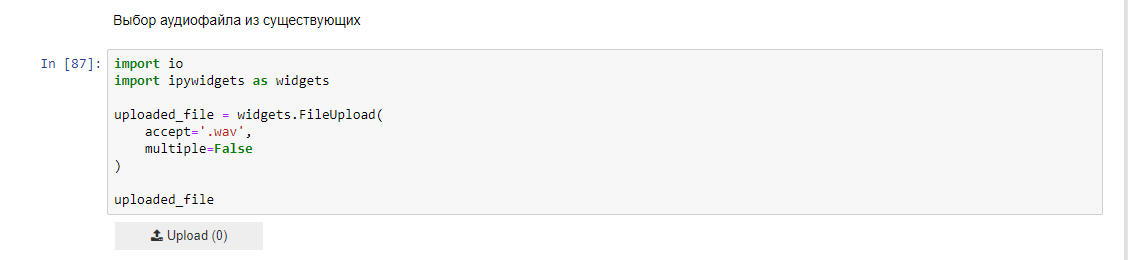 Выбор аудиофайла из существующих
In [87]: import io
import ipywidgets as widgets
uploaded_file = widgets.FileUpload(
accept='.wav',
multiple=False
)
uploaded_file
Upload (0)